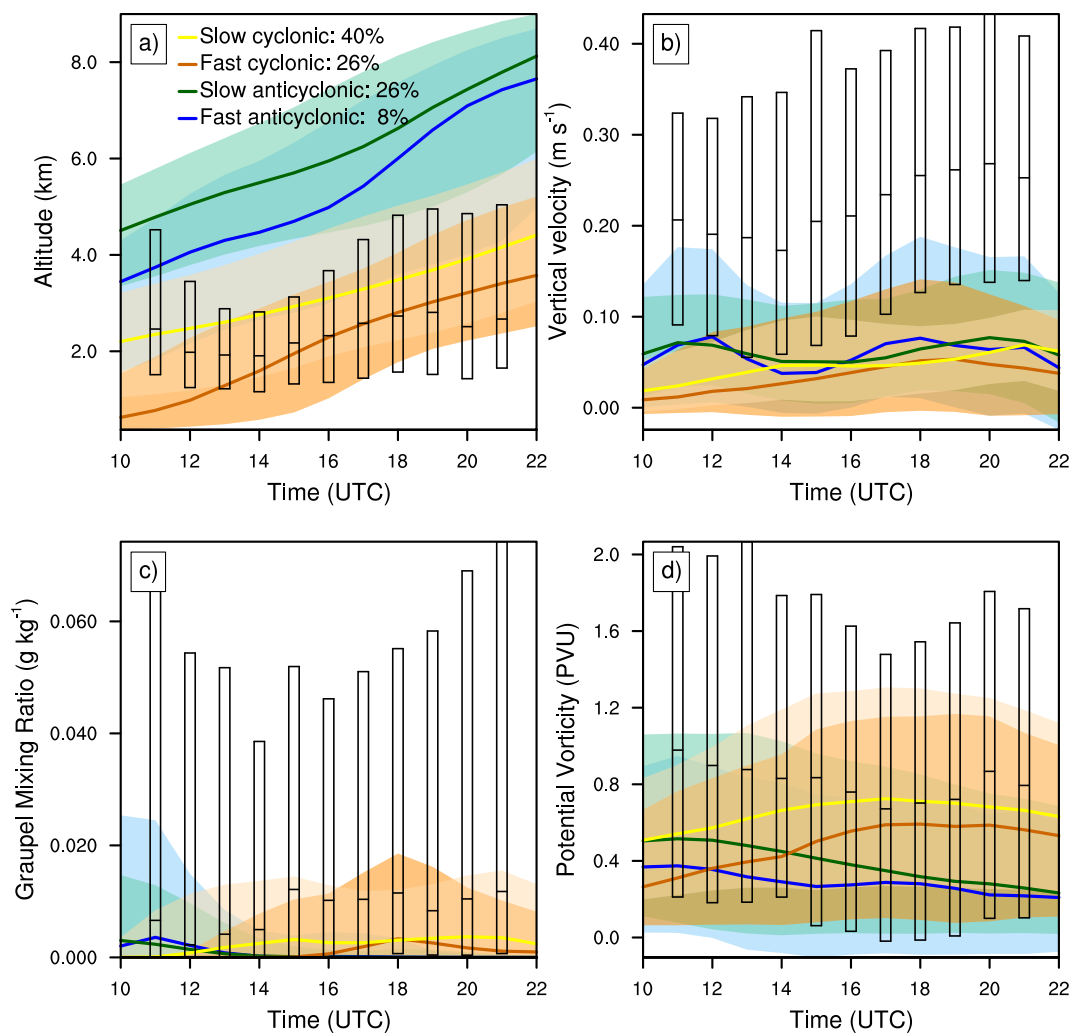 a)
Slow cyclonic: 40%
Fast cyclonic: 26%
Slow anticyclonic: 26%
Fast anticyclonic: 8%
8.0
6.0
4.0
2.0
Altitude (km)
10 12 14 16 18 20 22
Time (UTC)
b)
0.40
0.30
0.20
0.10
0.00
Vertical velocity (m s⁻¹)
10 12 14 16 18 20 22
Time (UTC)
c)
0.060
0.040
0.020
0.000
Graupel Mixing Ratio (g kg⁻¹)
10 12 14 16 18 20 22
Time (UTC)
d)
2.0
1.6
1.2
0.8
0.4
0.0
Potential Vorticity (PVU)
10 12 14 16 18 20 22
Time (UTC)